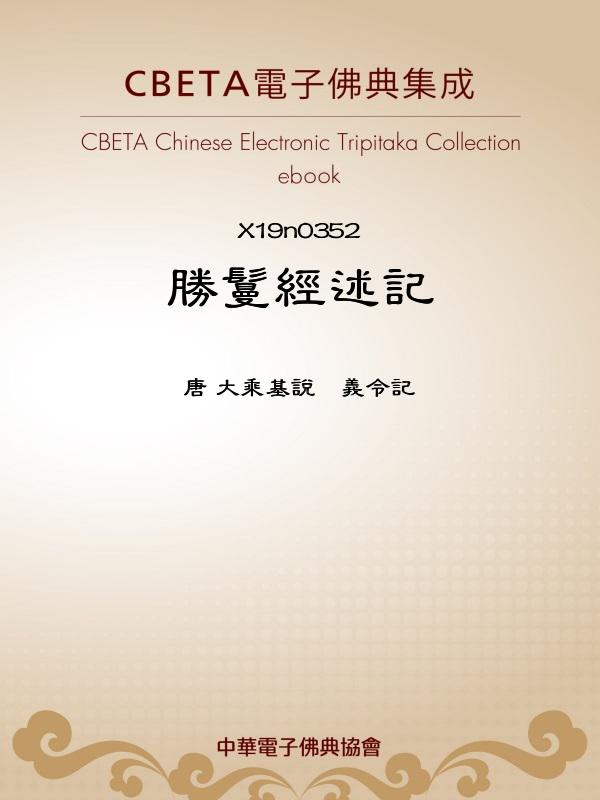 CBETA電子佛典集成
CBETA Chinese Electronic Tripitaka Collection
ebook
X19n0352
勝鬘經述記
唐 大乘基說　義令記
中華電子佛典協會